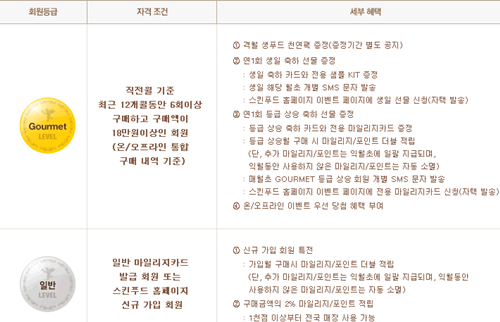 회원등급
자격 조건
세부 혜택
Gourmet
LEVEL
직전월 기준
최근 12개월동안 6회이상
구매하고 구매액이
18만원이상인 회원
(온/오프라인 통합
구매 내역 기준)
① 격월 생푸드 천연팩 증정(증정기간 별도 공지)
② 연1회 생일 축하 선물 증정
: 생일 축하 카드와 전용 샘플 KIT 증정
: 생일 해당 월초 개별 SMS 문자 발송
: 스킨푸드 홈페이지 이벤트 페이지에 생일 선물 신청(자택 발송)
③ 연1회 등급 상승 축하 선물 증정
: 등급 상승 축하 카드와 전용 마일리지카드 증정
: 등급 상승월 구매 시 마일리지/포인트 더블 적립
(단, 추가 마일리지/포인트는 익월초에 일괄 지급되며,
익월동안 사용하지 않은 마일리지/포인트는 자동 소멸)
: 매월초 GOURMET 등급 상승 회원 개별 SMS 문자 발송
: 스킨푸드 홈페이지 이벤트 페이지에 전용 마일리지카드 신청(자택 발송)
④ 온/오프라인 이벤트 우선 당첨 혜택 부여
일반
LEVEL
일반 마일리지카드
발급 회원 또는
스킨푸드 홈페이지
신규 가입 회원
① 신규 가입 회원 특전
: 가입월 구매시 마일리지/포인트 더블 적립
(단, 추가 마일리지/포인트는 익월초에 일괄 지급되며, 익월동안
사용하지 않은 마일리지/포인트는 자동 소멸)
② 구매금액의 2% 마일리지/포인트 적립
: 1천점 이상부터 전국 매장 사용 가능